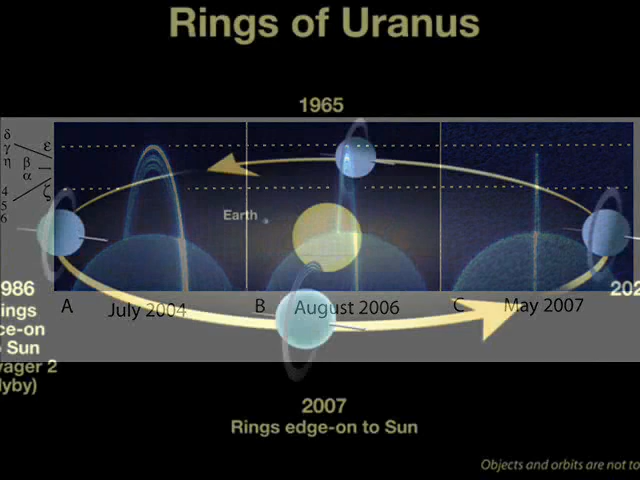 Rings of Uranus
1965
δ
γ
η
ε
β
α
ζ
4
5
6
Earth
986
ings
ce-on
Sun
yager 2
lyby)
202
A
July 2004
B
August 2006
C
May 2007
2007
Rings edge-on to Sun
Objects and orbits are not to